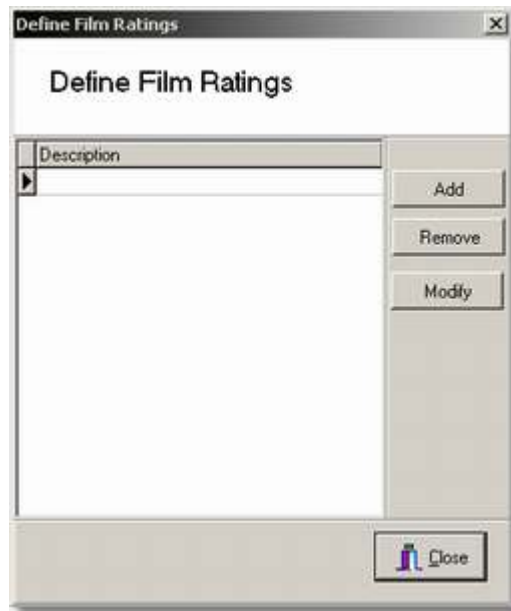 Define Film Ratings
Define Film Ratings
Description
Add
Remove
Modify
Close